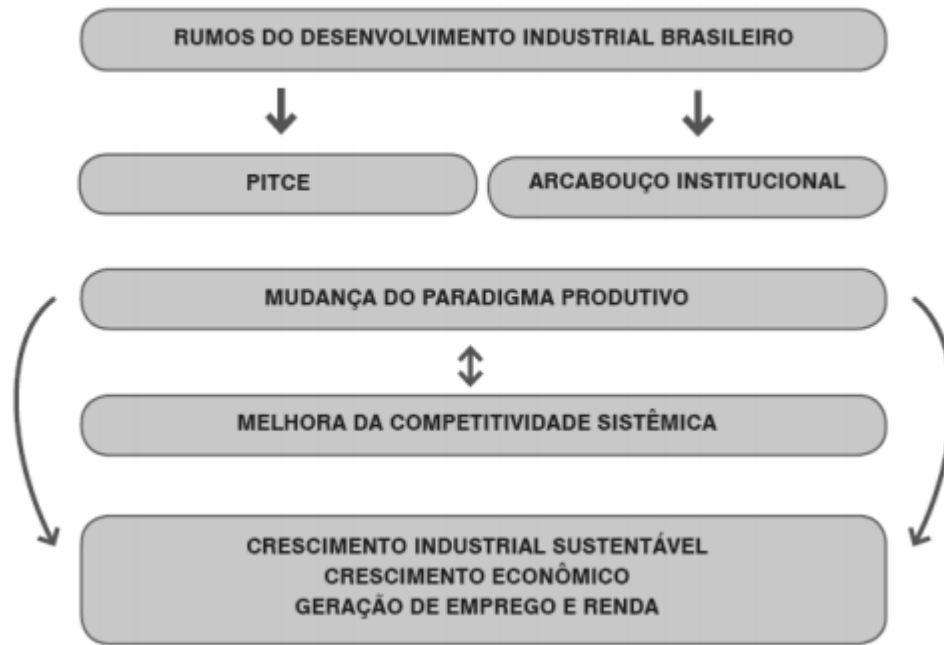 RUMOS DO DESENVOLVIMENTO INDUSTRIAL BRASILEIRO
PITCE
ARCABOUÇO INSTITUCIONAL
MUDANÇA DO PARADIGMA PRODUTIVO
MELHORA DA COMPETITIVIDADE SISTÊMICA
CRESCIMENTO INDUSTRIAL SUSTENTÁVEL
CRESCIMENTO ECONÔMICO
GERAÇÃO DE EMPREGO E RENDA